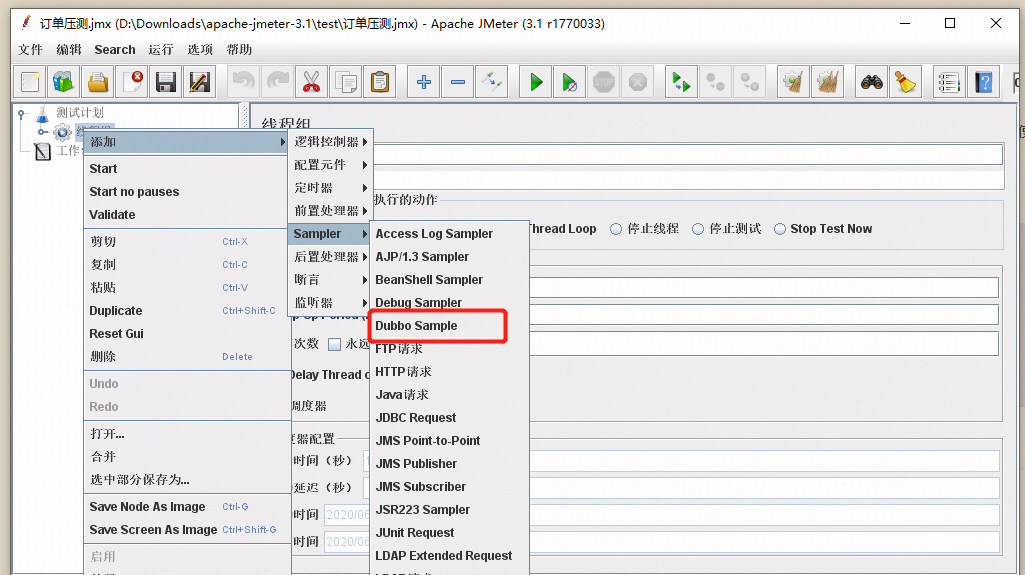 订单压测.jmx (D:\Downloads\apache-jmeter-3.1\test\订单压测.jmx) - Apache JMeter (3.1 r1770033)
文件 编辑 Search 运行 选项 帮助
测试计划
线程组
工作
线程组
添加
Start
Start no pauses
Validate
剪切 Ctrl-X
复制 Ctrl-C
粘贴 Ctrl-V
Duplicate Ctrl+Shift-C
Reset Gui
删除 Delete
Undo
Redo
打开...
合并
选中部分保存为...
Save Node As Image Ctrl-G
Save Screen As Image Ctrl+Shift-G
启用
逻辑控制器
配置元件
定时器
前置处理器
Sampler
后置处理器
断言
监听器
Access Log Sampler
AJP/1.3 Sampler
BeanShell Sampler
Debug Sampler
Dubbo Sample
FTP请求
HTTP请求
Java请求
JDBC Request
JMS Point-to-Point
JMS Publisher
JMS Subscriber
JSR223 Sampler
JUnit Request
LDAP Extended Request
执行的动作
Thread Loop 停止线程 停止测试 Stop Test Now
次数 永远
Delay Thread
调度器
器配置
时间（秒）
延迟（秒）
时间 2020/06
时间 2020/06